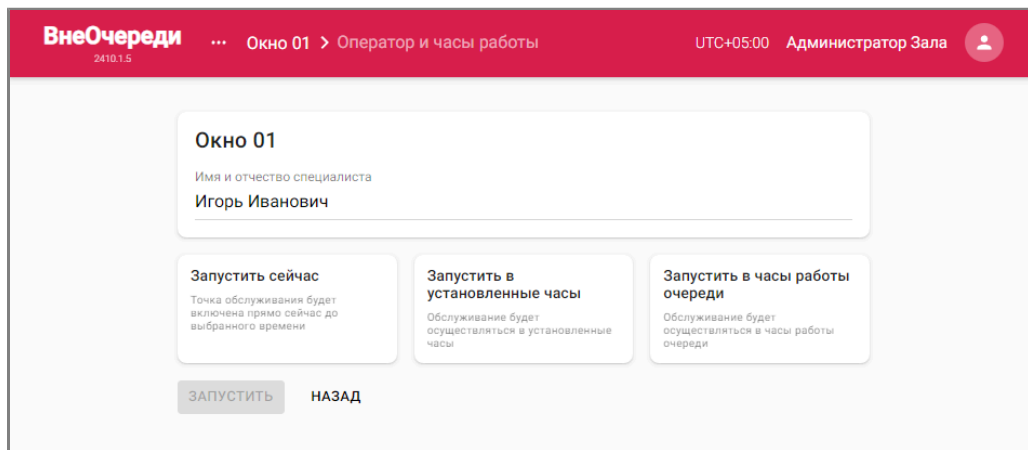 ВнеОчереди
2410.1.5
... Окно 01 > Оператор и часы работы
UTC+05:00 Администратор Зала
Окно 01
Имя и отчество специалиста
Игорь Иванович
Запустить сейчас
Точка обслуживания будет
включена прямо сейчас до
выбранного времени
Запустить в
установленные часы
Обслуживание будет
осуществляться в установленные
часы
Запустить в часы работы
очереди
Обслуживание будет
осуществляться в часы работы
очереди
ЗАПУСТИТЬ
НАЗАД